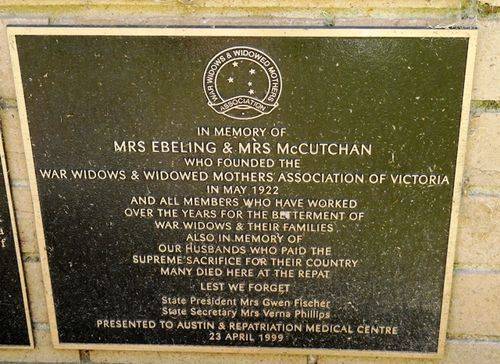 WAR WIDOWS & WIDOWED MOTHERS
ASSOCIATION
IN MEMORY OF
MRS EBELING & MRS McCUTCHAN
WHO FOUNDED THE
WAR WIDOWS & WIDOWED MOTHERS ASSOCIATION OF VICTORIA
IN MAY 1922
AND ALL MEMBERS WHO HAVE WORKED
OVER THE YEARS FOR THE BETTERMENT OF
WAR WIDOWS & THEIR FAMILIES
ALSO IN MEMORY OF
OUR HUSBANDS WHO PAID THE
SUPREME SACRIFICE FOR THEIR COUNTRY
MANY DIED HERE AT THE REPAT
LEST WE FORGET
State President Mrs Gwen Fischer
State Secretary Mrs Verna Phillips
PRESENTED TO AUSTIN & REPATRIATION MEDICAL CENTRE
23 APRIL 1999